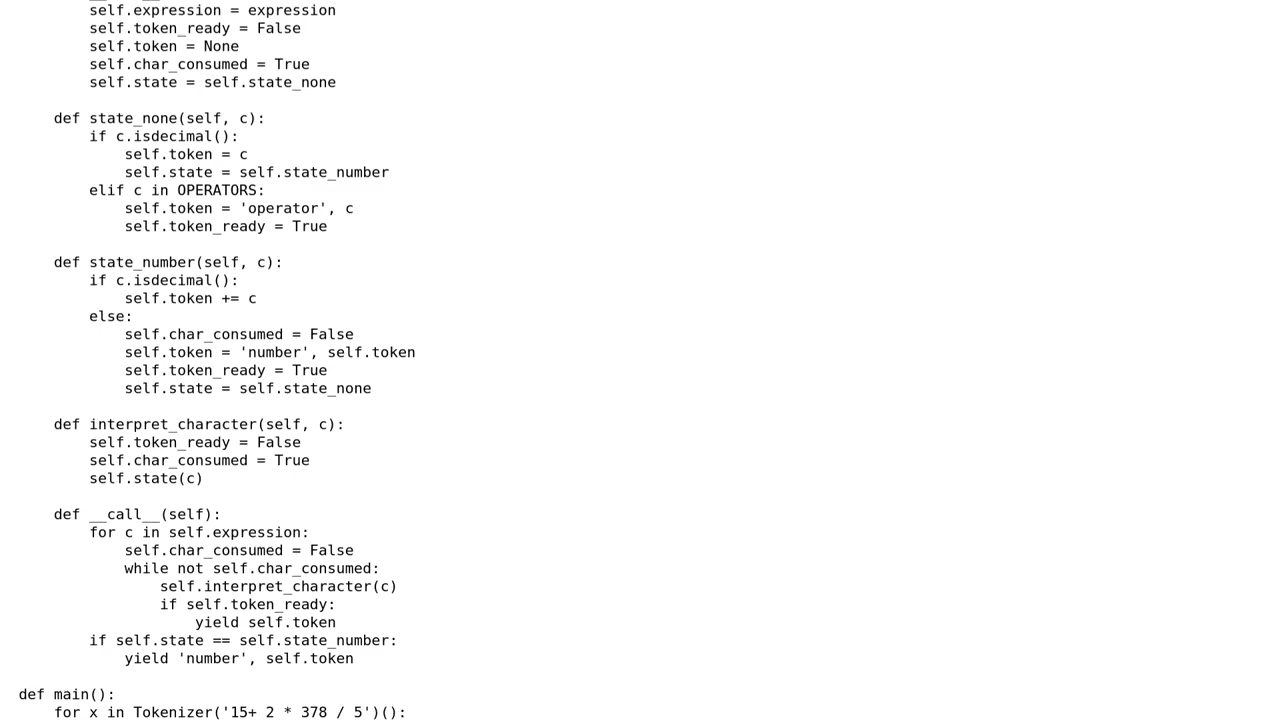 self.expression = expression
        self.token_ready = False
        self.token = None
        self.char_consumed = True
        self.state = self.state_none

    def state_none(self, c):
        if c.isdecimal():
            self.token = c
            self.state = self.state_number
        elif c in OPERATORS:
            self.token = 'operator', c
            self.token_ready = True

    def state_number(self, c):
        if c.isdecimal():
            self.token += c
        else:
            self.char_consumed = False
            self.token = 'number', self.token
            self.token_ready = True
            self.state = self.state_none

    def interpret_character(self, c):
        self.token_ready = False
        self.char_consumed = True
        self.state(c)

    def __call__(self):
        for c in self.expression:
            self.char_consumed = False
            while not self.char_consumed:
                self.interpret_character(c)
                if self.token_ready:
                    yield self.token
        if self.state == self.state_number:
            yield 'number', self.token

def main():
    for x in Tokenizer('15+ 2 * 378 / 5')():